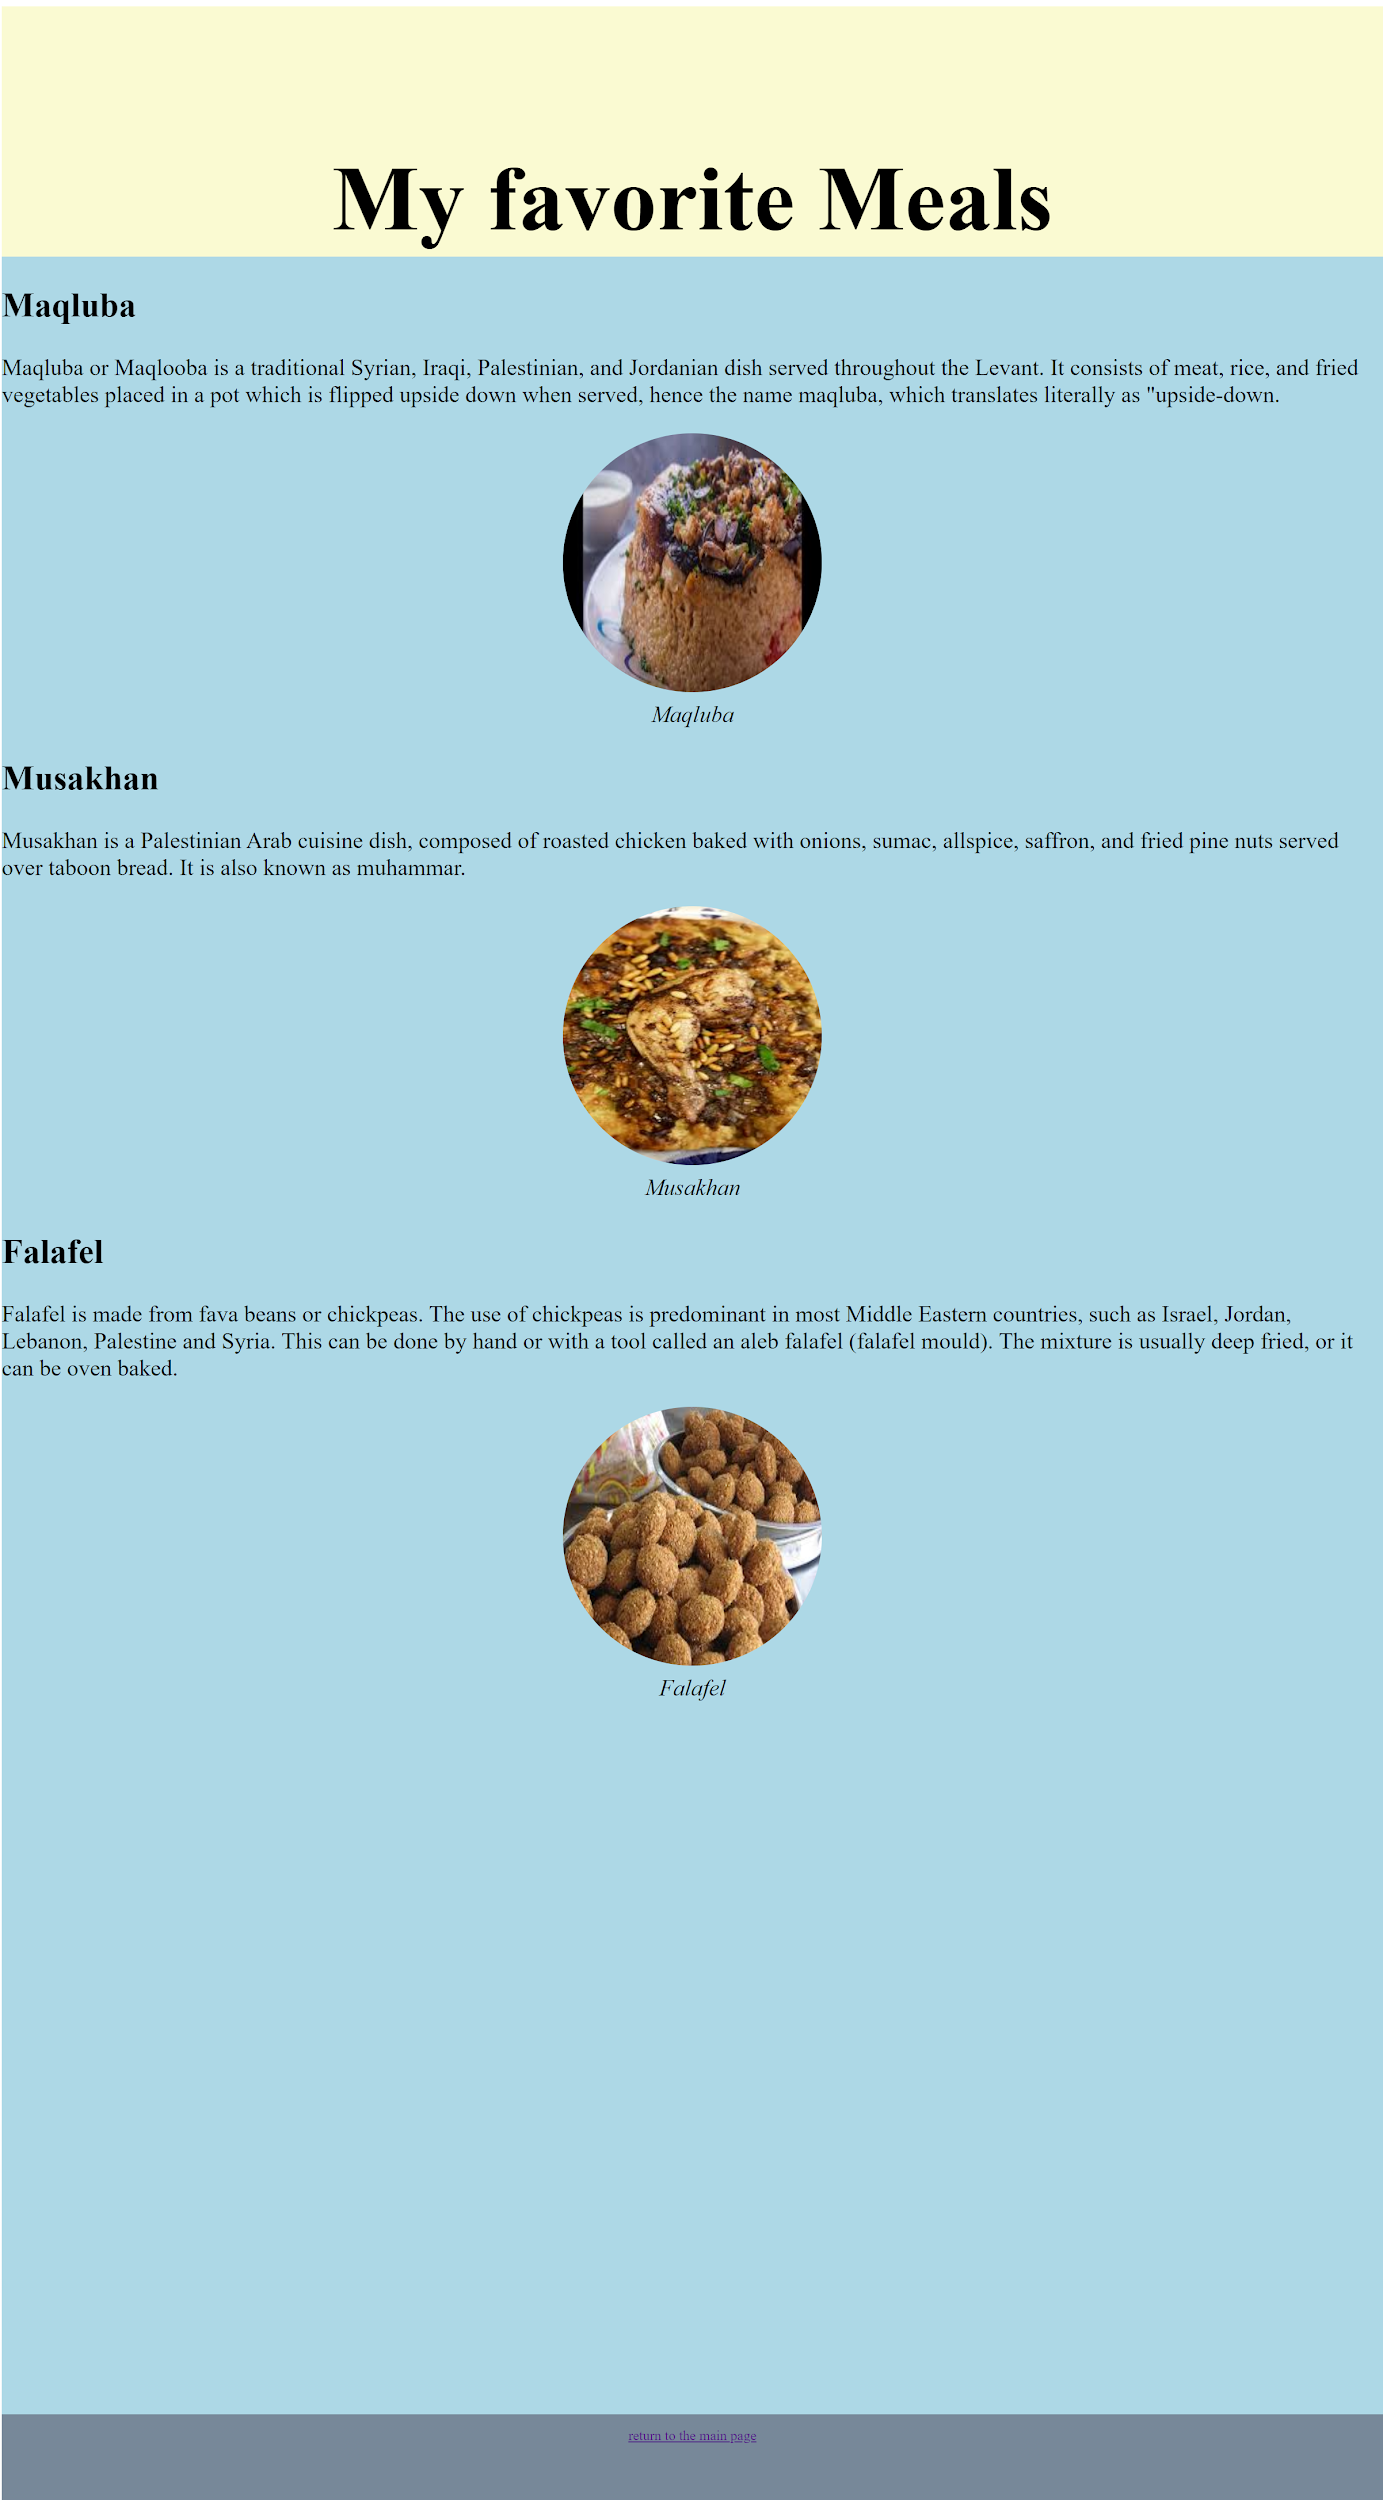 My favorite Meals
Maqluba
Maqluba or Maqlooba is a traditional Syrian, Iraqi, Palestinian, and Jordanian dish served throughout the Levant. It consists of meat, rice, and fried
vegetables placed in a pot which is flipped upside down when served, hence the name maqluba, which translates literally as "upside-down.
Maqluba
Musakhan
Musakhan is a Palestinian Arab cuisine dish, composed of roasted chicken baked with onions, sumac, allspice, saffron, and fried pine nuts served
over taboon bread. It is also known as muhammar.
Musakhan
Falafel
Falafel is made from fava beans or chickpeas. The use of chickpeas is predominant in most Middle Eastern countries, such as Israel, Jordan,
Lebanon, Palestine and Syria. This can be done by hand or with a tool called an aleb falafel (falafel mould). The mixture is usually deep fried, or it
can be oven baked.
Falafel
return to the main page